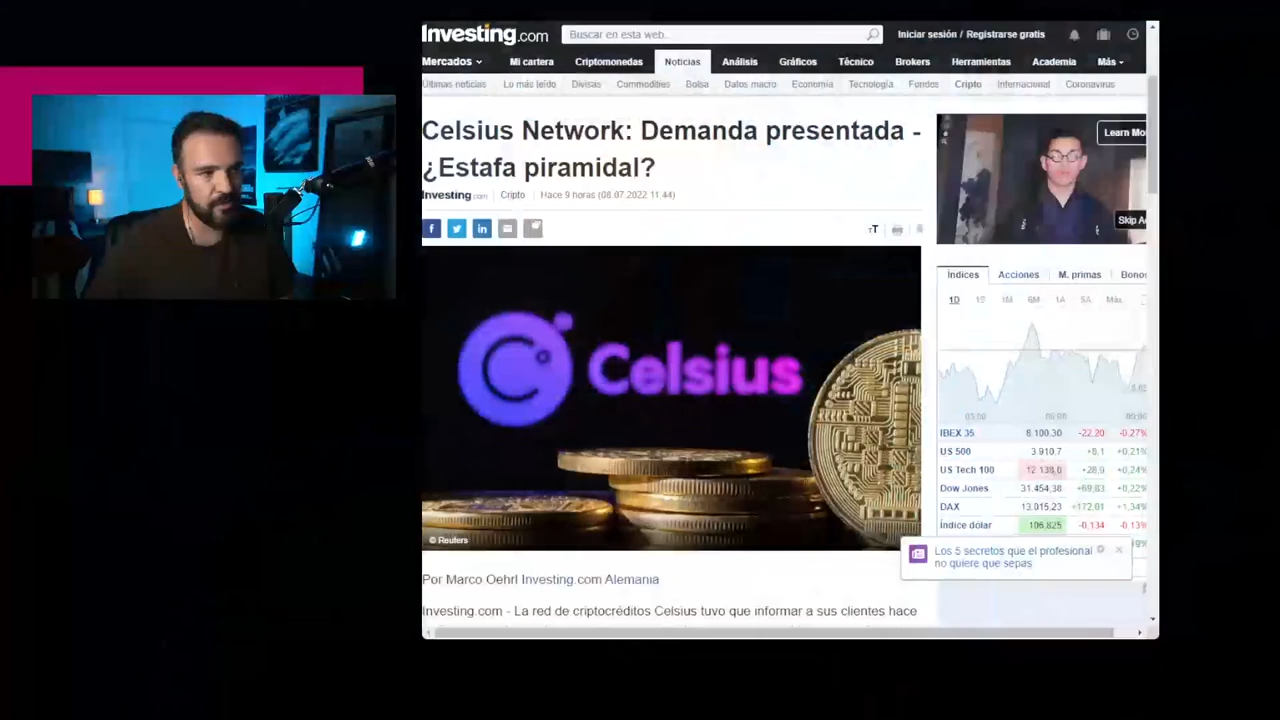 Investing.com
Buscar en esta web...
Iniciar sesión / Registrarse gratis
Mercados
Mi cartera
Criptomonedas
Noticias
Análisis
Gráficos
Técnico
Brokers
Herramientas
Academia
Más
Últimas noticias
Lo más leído
Divisas
Commodities
Bolsa
Datos macro
Economía
Tecnología
Fondos
Cripto
Internacional
Coronavirus
Celsius Network: Demanda presentada -
¿Estafa piramidal?
Investing.com
Cripto
Hace 9 horas (08.07.2022 11:44)
Learn Mo
Skip A
Celsius
© Reuters
Por Marco Oehrl Investing.com Alemania
Investing.com - La red de criptocréditos Celsius tuvo que informar a sus clientes hace
Índices
Acciones
M. primas
Bono
1D
1S
1M
6M
1A
5A
Máx.
IBEX 35 8.100,30 -22,20 -0,27%
US 500 3.910,7 +8,1 +0,21%
US Tech 100 12.138,0 +28,9 +0,24%
Dow Jones 31.454,38 +69,83 +0,22%
DAX 13.015,23 +172,01 +1,34%
Índice dólar 106,825 -0,134 -0,13%
Los 5 secretos que el profesional
no quiere que sepas